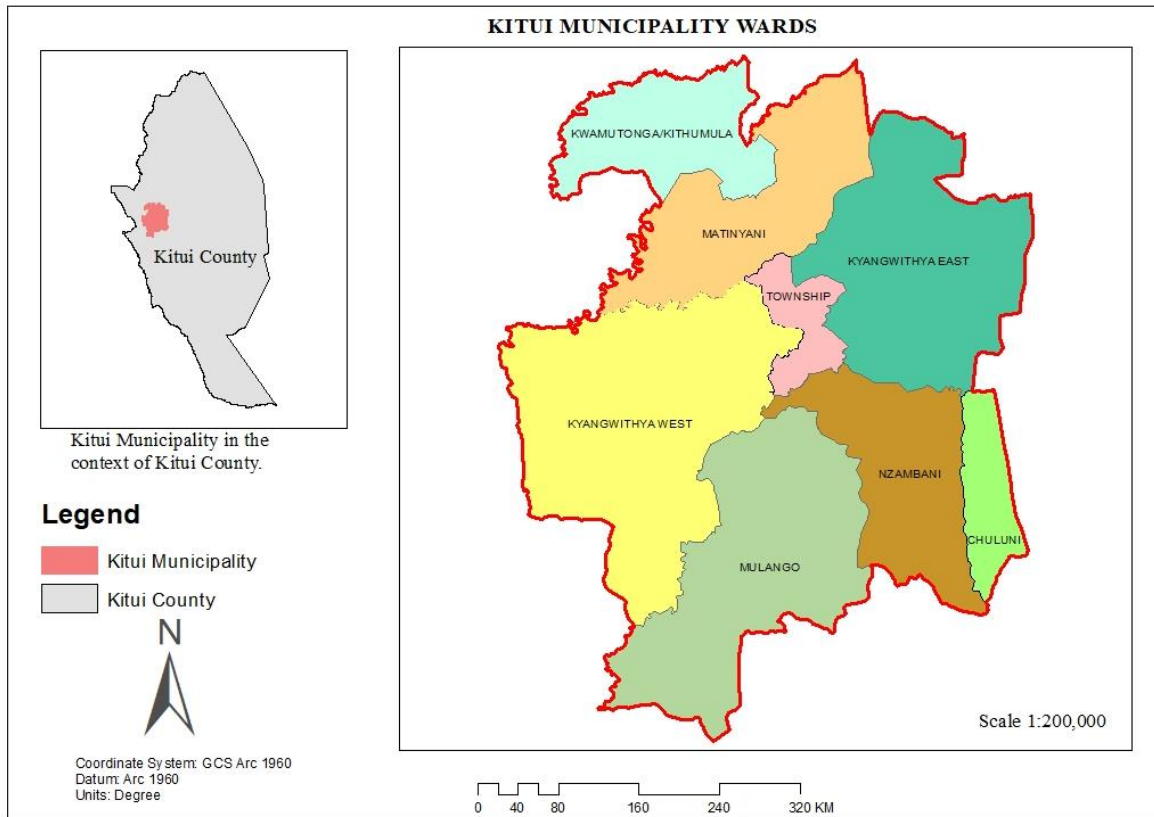 KITUI MUNICIPALITY WARDS
Kitui County
Kitui Municipality in the
context of Kitui County.
Legend
Kitui Municipality
Kitui County
N
Coordinate System: GCS Arc 1960
Datum: Arc 1960
Units: Degree
KWAMUTONGA/KITHUMULA
MATINYANI
KYANGWITHYA EAST
TOWNSHIP
KYANGWITHYA WEST
NZAMBANI
CHULUNI
MULANGO
Scale 1:200,000
0 40 80 160 240 320 KM